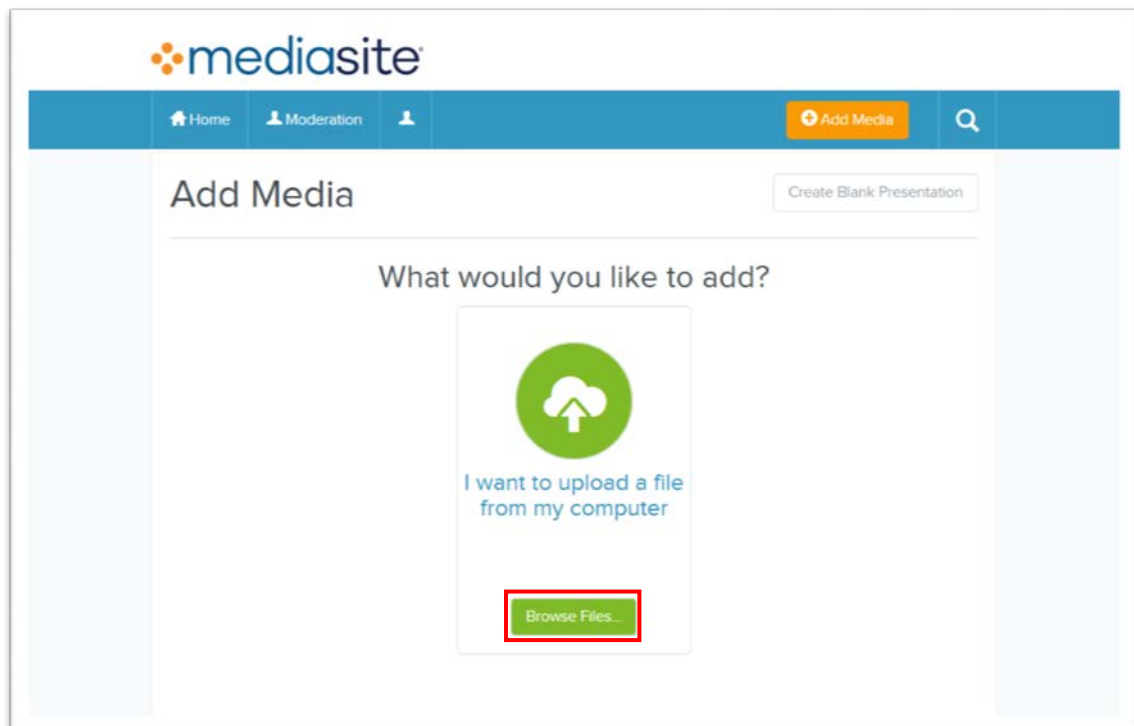 mediasite
Home Moderation Add Media
Add Media Create Blank Presentation
What would you like to add?
I want to upload a file
from my computer
Browse Files...